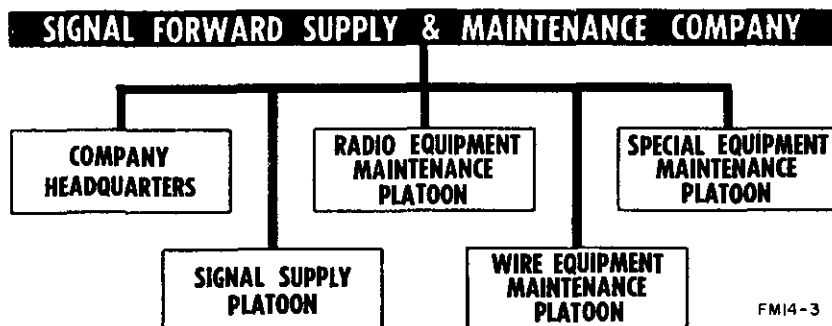 SIGNAL FORWARD SUPPLY & MAINTENANCE COMPANY
COMPANY
HEADQUARTERS
RADIO EQUIPMENT
MAINTENANCE
PLATOON
SPECIAL EQUIPMENT
MAINTENANCE
PLATOON
SIGNAL SUPPLY
PLATOON
WIRE EQUIPMENT
MAINTENANCE
PLATOON
FM14-3